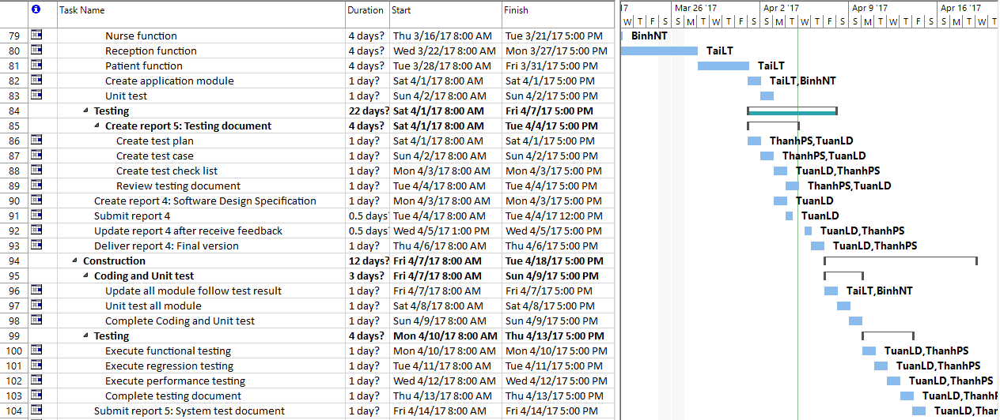 Task Name Duration Start Finish 17 Mar 26 '17 Apr 2 '17 Apr 9 '17 Apr 16 '17
W T F S S M T W T F S S M T W T F S S M T W T F S S M T W T
79 Nurse function 4 days? Thu 3/16/17 8:00 AM Tue 3/21/17 5:00 PM BinhNT
80 Reception function 4 days? Wed 3/22/17 8:00 AM Mon 3/27/17 5:00 PM TaiLT
81 Patient function 4 days? Tue 3/28/17 8:00 AM Fri 3/31/17 5:00 PM TaiLT
82 Create application module 1 day? Sat 4/1/17 8:00 AM Sat 4/1/17 5:00 PM TaiLT,BinhNT
83 Unit test 1 day? Sun 4/2/17 8:00 AM Sun 4/2/17 5:00 PM
84 Testing 22 days? Sat 4/1/17 8:00 AM Fri 4/7/17 5:00 PM
85 Create report 5: Testing document 4 days? Sat 4/1/17 8:00 AM Tue 4/4/17 5:00 PM
86 Create test plan 1 day? Sat 4/1/17 8:00 AM Sat 4/1/17 5:00 PM ThanhPS,TuanLD
87 Create test case 1 day? Sun 4/2/17 8:00 AM Sun 4/2/17 5:00 PM ThanhPS,TuanLD
88 Create test check list 1 day? Mon 4/3/17 8:00 AM Mon 4/3/17 5:00 PM TuanLD,ThanhPS
89 Review testing document 1 day? Tue 4/4/17 8:00 AM Tue 4/4/17 5:00 PM ThanhPS,TuanLD
90 Create report 4: Software Design Specification 1 day? Mon 4/3/17 8:00 AM Mon 4/3/17 5:00 PM TuanLD
91 Submit report 4 0.5 days Tue 4/4/17 8:00 AM Tue 4/4/17 12:00 PM TuanLD
92 Update report 4 after receive feedback 0.5 days Wed 4/5/17 1:00 PM Wed 4/5/17 5:00 PM TuanLD,ThanhPS
93 Deliver report 4: Final version 1 day? Thu 4/6/17 8:00 AM Thu 4/6/17 5:00 PM TuanLD,ThanhPS
94 Construction 12 days? Fri 4/7/17 8:00 AM Tue 4/18/17 5:00 PM
95 Coding and Unit test 3 days? Fri 4/7/17 8:00 AM Sun 4/9/17 5:00 PM
96 Update all module follow test result 1 day? Fri 4/7/17 8:00 AM Fri 4/7/17 5:00 PM TaiLT,BinhNT
97 Unit test all module 1 day? Sat 4/8/17 8:00 AM Sat 4/8/17 5:00 PM
98 Complete Coding and Unit test 1 day? Sun 4/9/17 8:00 AM Sun 4/9/17 5:00 PM
99 Testing 4 days? Mon 4/10/17 8:00 AM Thu 4/13/17 5:00 PM
100 Execute functional testing 1 day? Mon 4/10/17 8:00 AM Mon 4/10/17 5:00 PM TuanLD,ThanhPS
101 Execute regression testing 1 day? Tue 4/11/17 8:00 AM Tue 4/11/17 5:00 PM TuanLD,ThanhPS
102 Execute performance testing 1 day? Wed 4/12/17 8:00 AM Wed 4/12/17 5:00 PM TuanLD,ThanhPS
103 Complete testing document 1 day? Thu 4/13/17 8:00 AM Thu 4/13/17 5:00 PM TuanLD,ThanhP
104 Submit report 5: System test document 1 day? Fri 4/14/17 8:00 AM Fri 4/14/17 5:00 PM TuanLD,Than